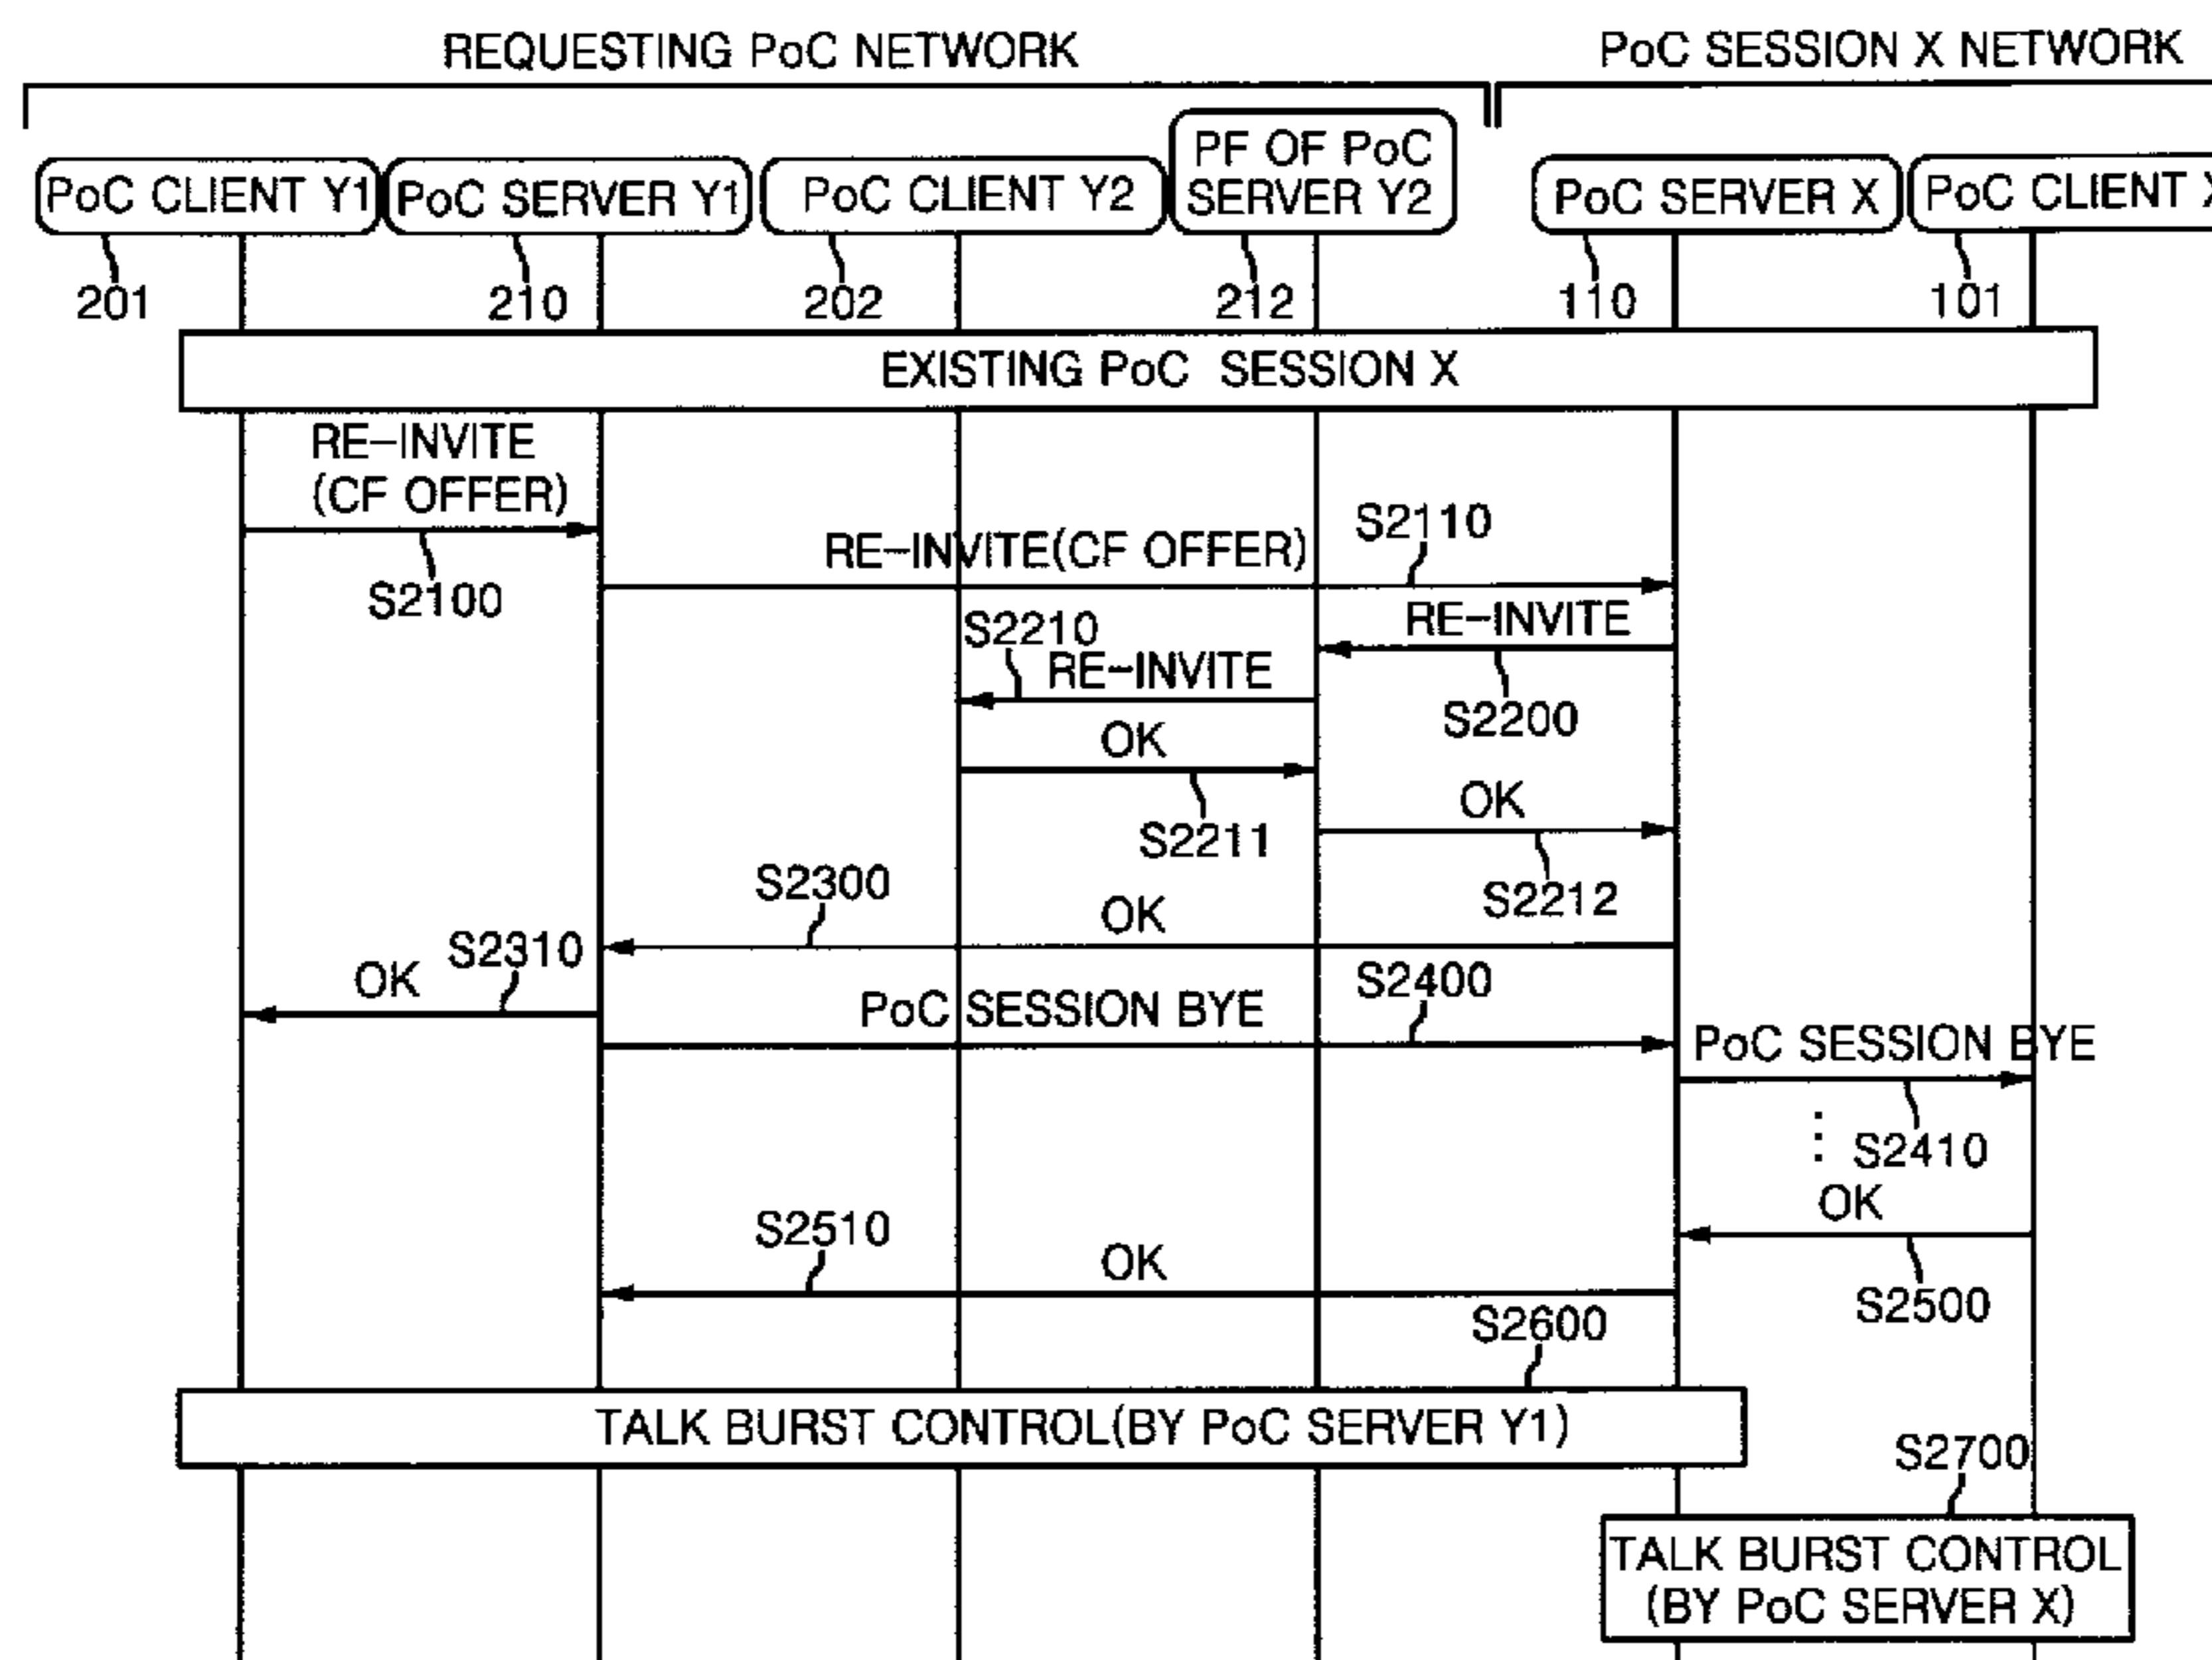 REQUESTING PoC NETWORK
PoC SESSION X NETWORK
PoC CLIENT Y1
PoC SERVER Y1
PoC CLIENT Y2
PF OF PoC
SERVER Y2
PoC SERVER X
PoC CLIENT X
201
210
202
212
110
101
EXISTING PoC SESSION X
RE-INVITE
(CF OFFER)
S2100
RE-INVITE(CF OFFER)
S2110
RE-INVITE
S2200
S2210
RE-INVITE
OK
S2211
OK
S2212
S2300
OK
OK
S2310
PoC SESSION BYE
S2400
PoC SESSION BYE
S2410
OK
S2500
S2510
OK
S2600
TALK BURST CONTROL(BY PoC SERVER Y1)
S2700
TALK BURST CONTROL
(BY PoC SERVER X)